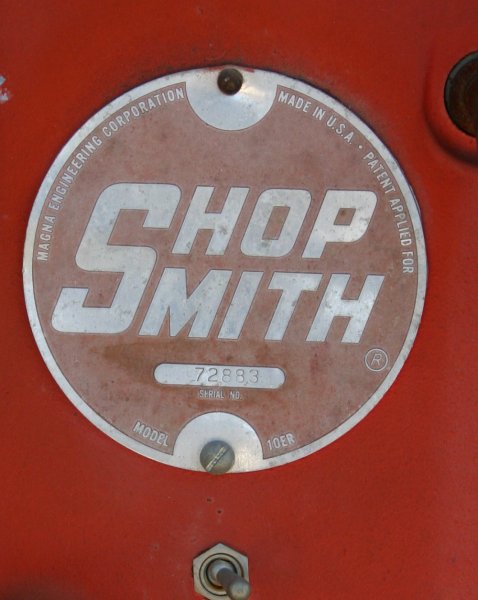 MAGNA ENGINEERING CORPORATION
MADE IN U.S.A. • PATENT APPLIED FOR
SHOP
SMITH
®
72883
SERIAL NO.
MODEL 10ER